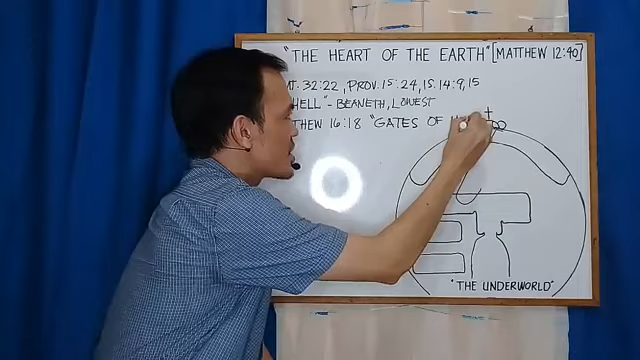 "THE HEART OF THE EARTH" [MATTHEW 12:40]
T. 32:22, PROV. 15:24, IS. 14:9, 15
HELL" - BEANETH, LOWEST
THEW 16:18 "GATES OF
"THE UNDERWORLD"